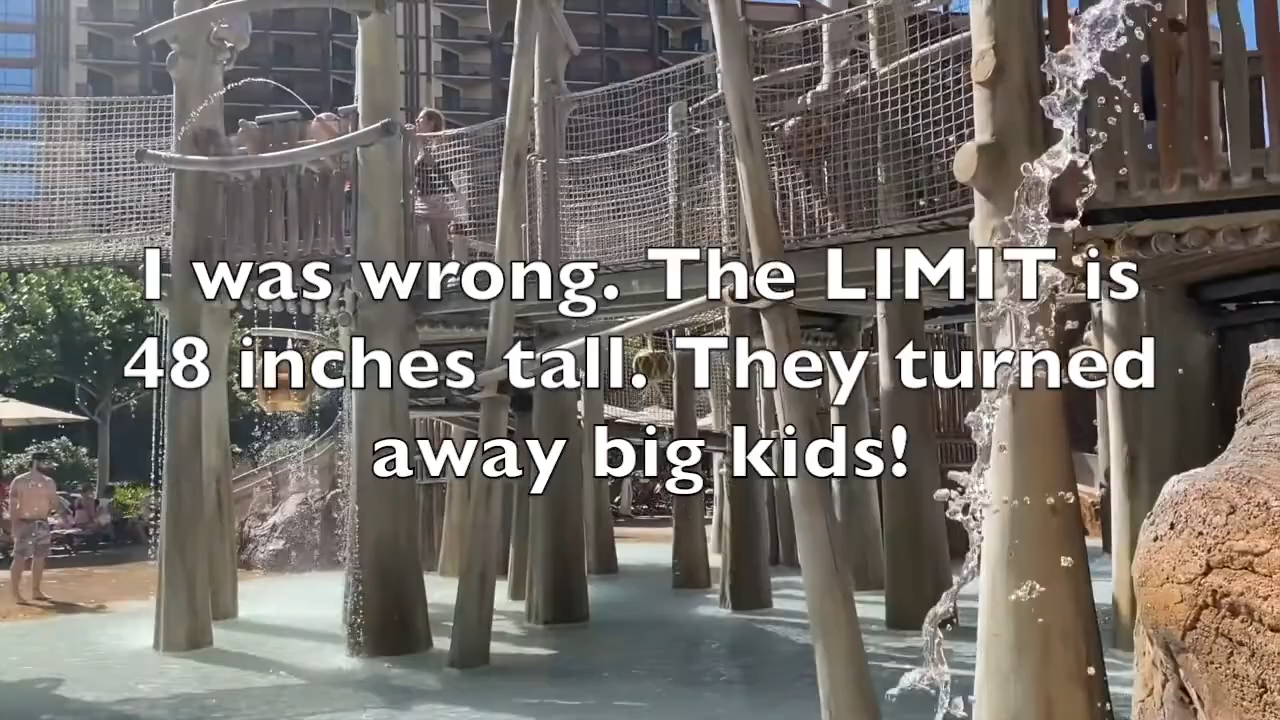 I was wrong. The LIMIT is
48 inches tall. They turned
away big kids!